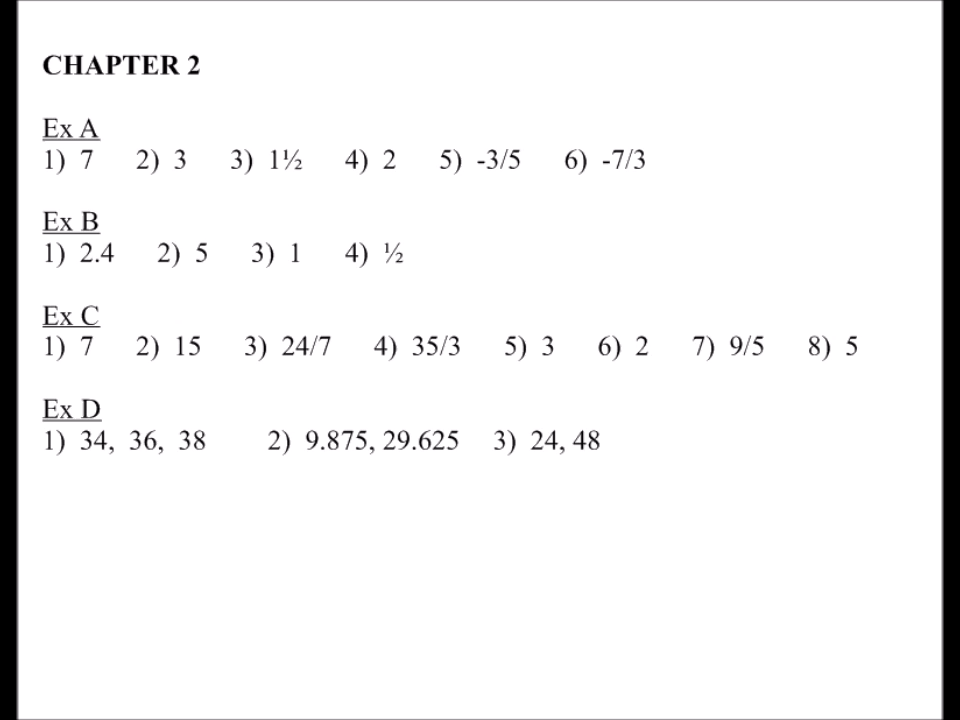 CHAPTER 2
Ex A
1) 7 2) 3 3) 1½ 4) 2 5) -3/5 6) -7/3
Ex B
1) 2.4 2) 5 3) 1 4) ½
Ex C
1) 7 2) 15 3) 24/7 4) 35/3 5) 3 6) 2 7) 9/5 8) 5
Ex D
1) 34, 36, 38 2) 9.875, 29.625 3) 24, 48